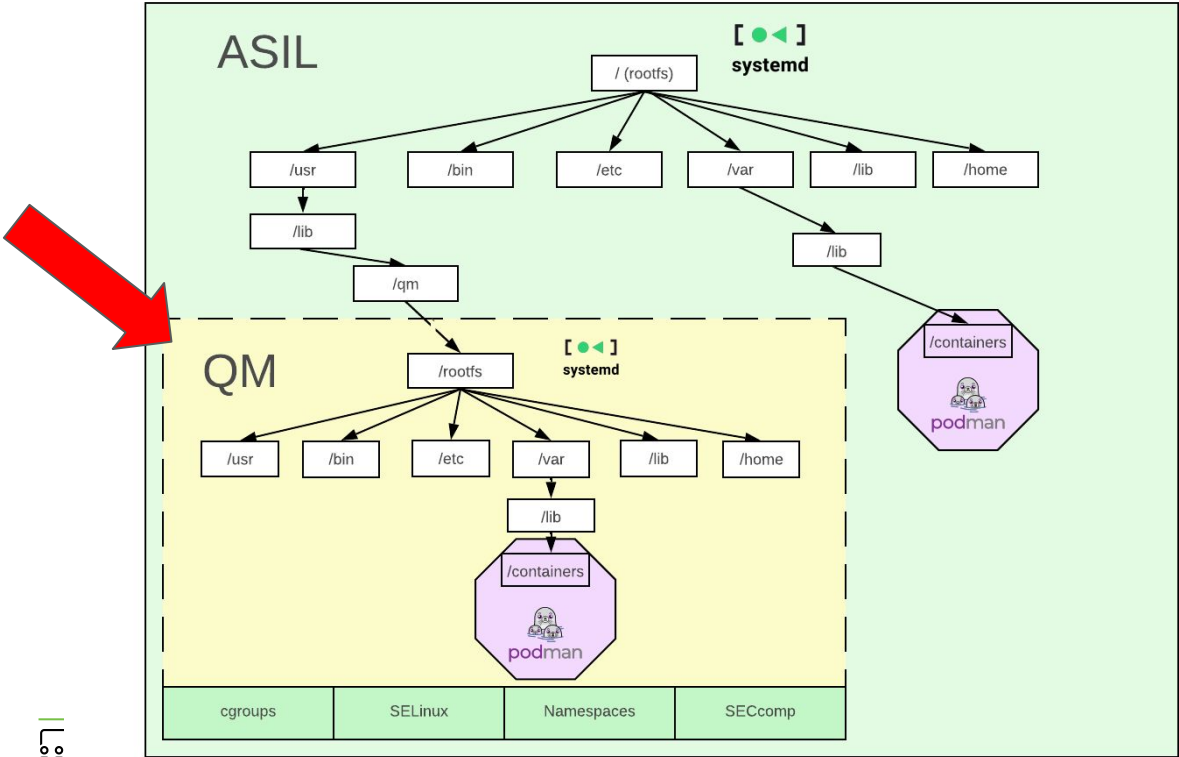 ASIL
systemd
/ (rootfs)
/usr
/bin
/etc
/var
/lib
/home
/lib
/lib
/qm
/containers
podman
QM
systemd
/rootfs
/usr
/bin
/etc
/var
/lib
/home
/lib
/containers
podman
cgroups
SELinux
Namespaces
SECcomp